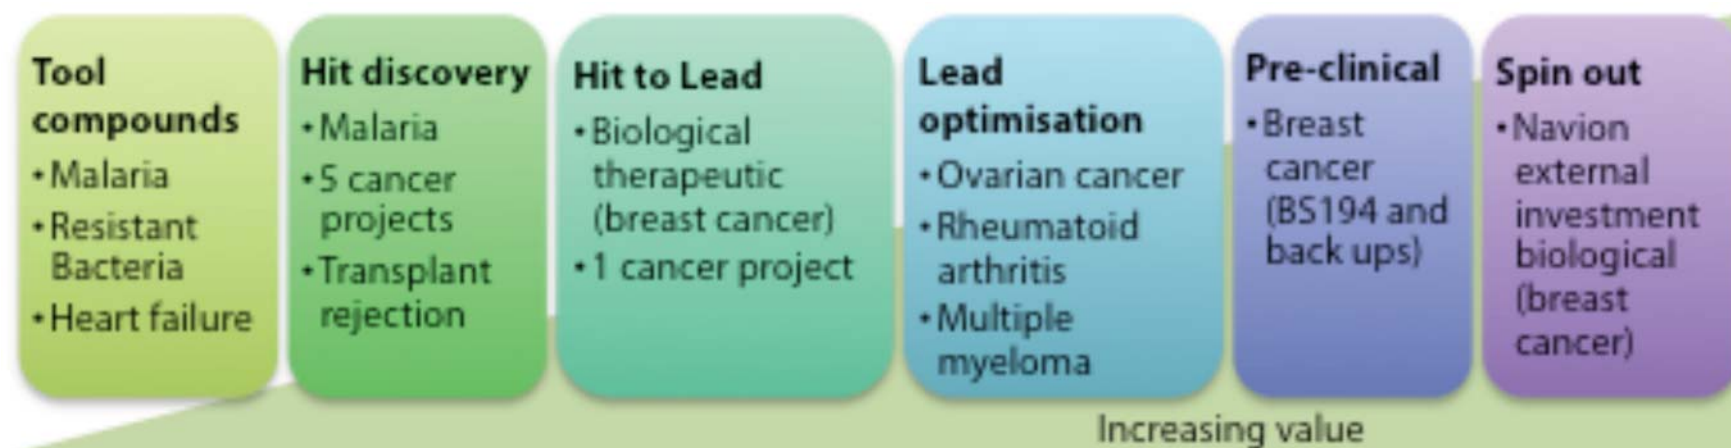 Tool
compounds
• Malaria
• Resistant
Bacteria
• Heart failure
Hit discovery
• Malaria
• 5 cancer
projects
• Transplant
rejection
Hit to Lead
• Biological
therapeutic
(breast cancer)
• 1 cancer project
Lead
optimisation
• Ovarian cancer
• Rheumatoid
arthritis
• Multiple
myeloma
Pre-clinical
• Breast
cancer
(BS194 and
back ups)
Spin out
• Navion
external
investment
biological
(breast
cancer)
Increasing value